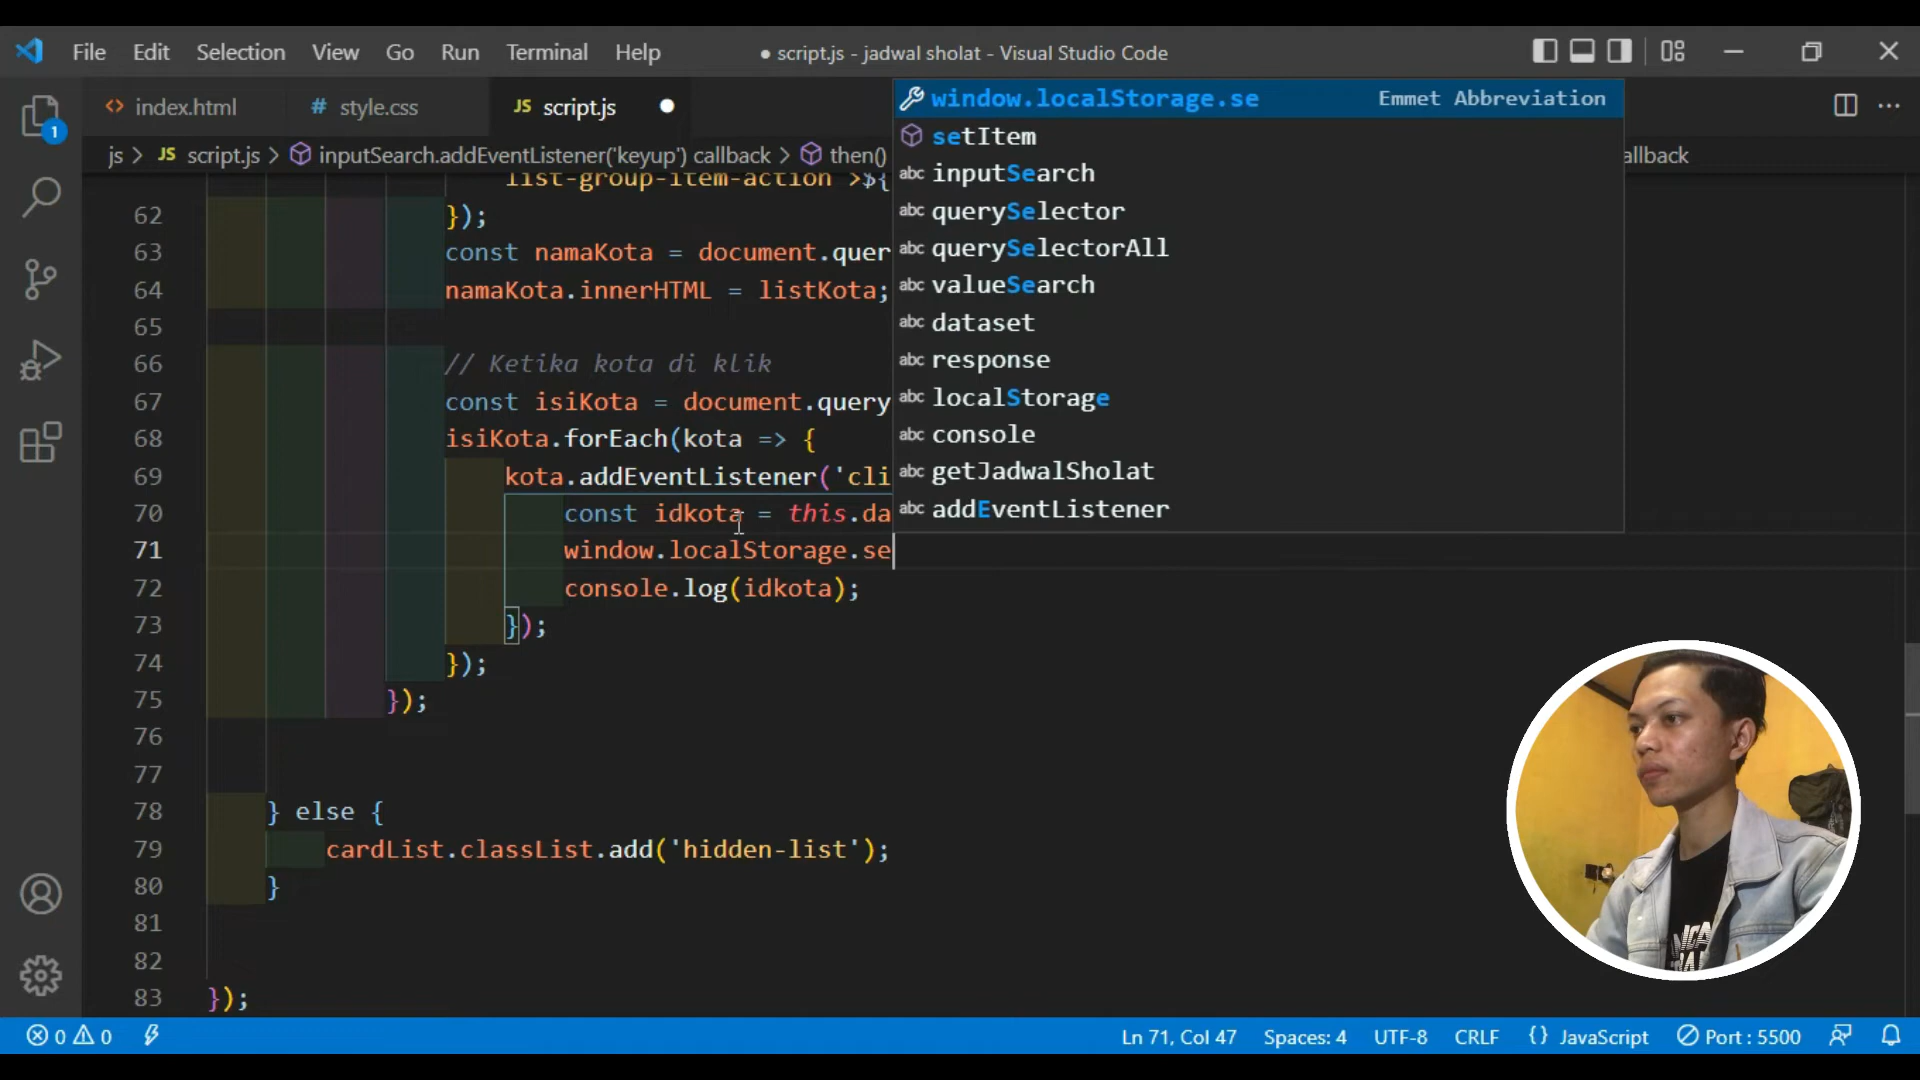 File Edit Selection View Go Run Terminal Help ● script.js - jadwal sholat - Visual Studio Code
index.html # style.css JS script.js
js > JS script.js > inputSearch.addEventListener('keyup') callback > then() allback
1
window.localStorage.se Emmet Abbreviation
setItem
abc inputSearch
abc querySelector
abc querySelectorAll
abc valueSearch
abc dataset
abc response
abc localStorage
abc console
abc getJadwalSholat
abc addEventListener
list-group-item-action">${
62 });
63 const namaKota = document.quer
64 namaKota.innerHTML = listKota;
65
66 // Ketika kota di klik
67 const isiKota = document.query
68 isiKota.forEach(kota => {
69 kota.addEventListener('cli
70 const idkota = this.da
71 window.localStorage.se
72 console.log(idkota);
73 });
74 });
75 });
76
77
78 } else {
79 cardList.classList.add('hidden-list');
80 }
81
82
83 });
0 0 Ln 71, Col 47 Spaces: 4 UTF-8 CRLF {} JavaScript Port : 5500